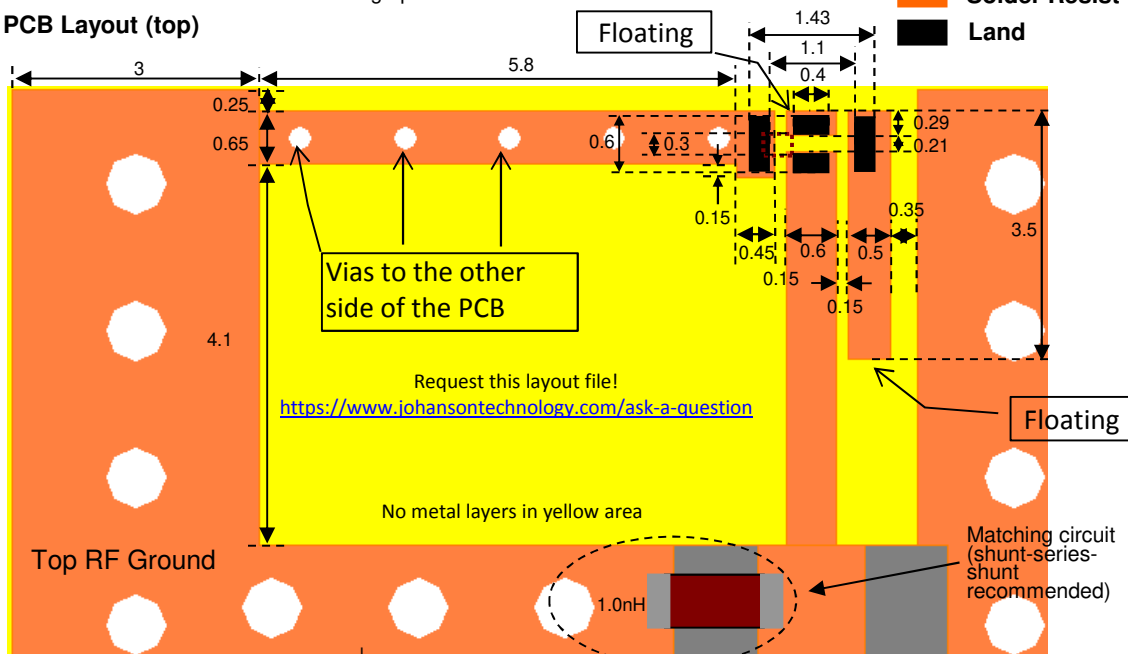 Solder Resist
PCB Layout (top)
Floating
Land
1.43
1.1
0.4
3
5.8
0.25
0.65
0.6
0.3
0.29
0.21
0.15
0.35
3.5
0.45
0.6
0.5
0.15
0.15
Vias to the other
side of the PCB
4.1
Request this layout file!
https://www.johansontechnology.com/ask-a-question
Floating
No metal layers in yellow area
Top RF Ground
Matching circuit
(shunt-series-
shunt
recommended)
1.0nH